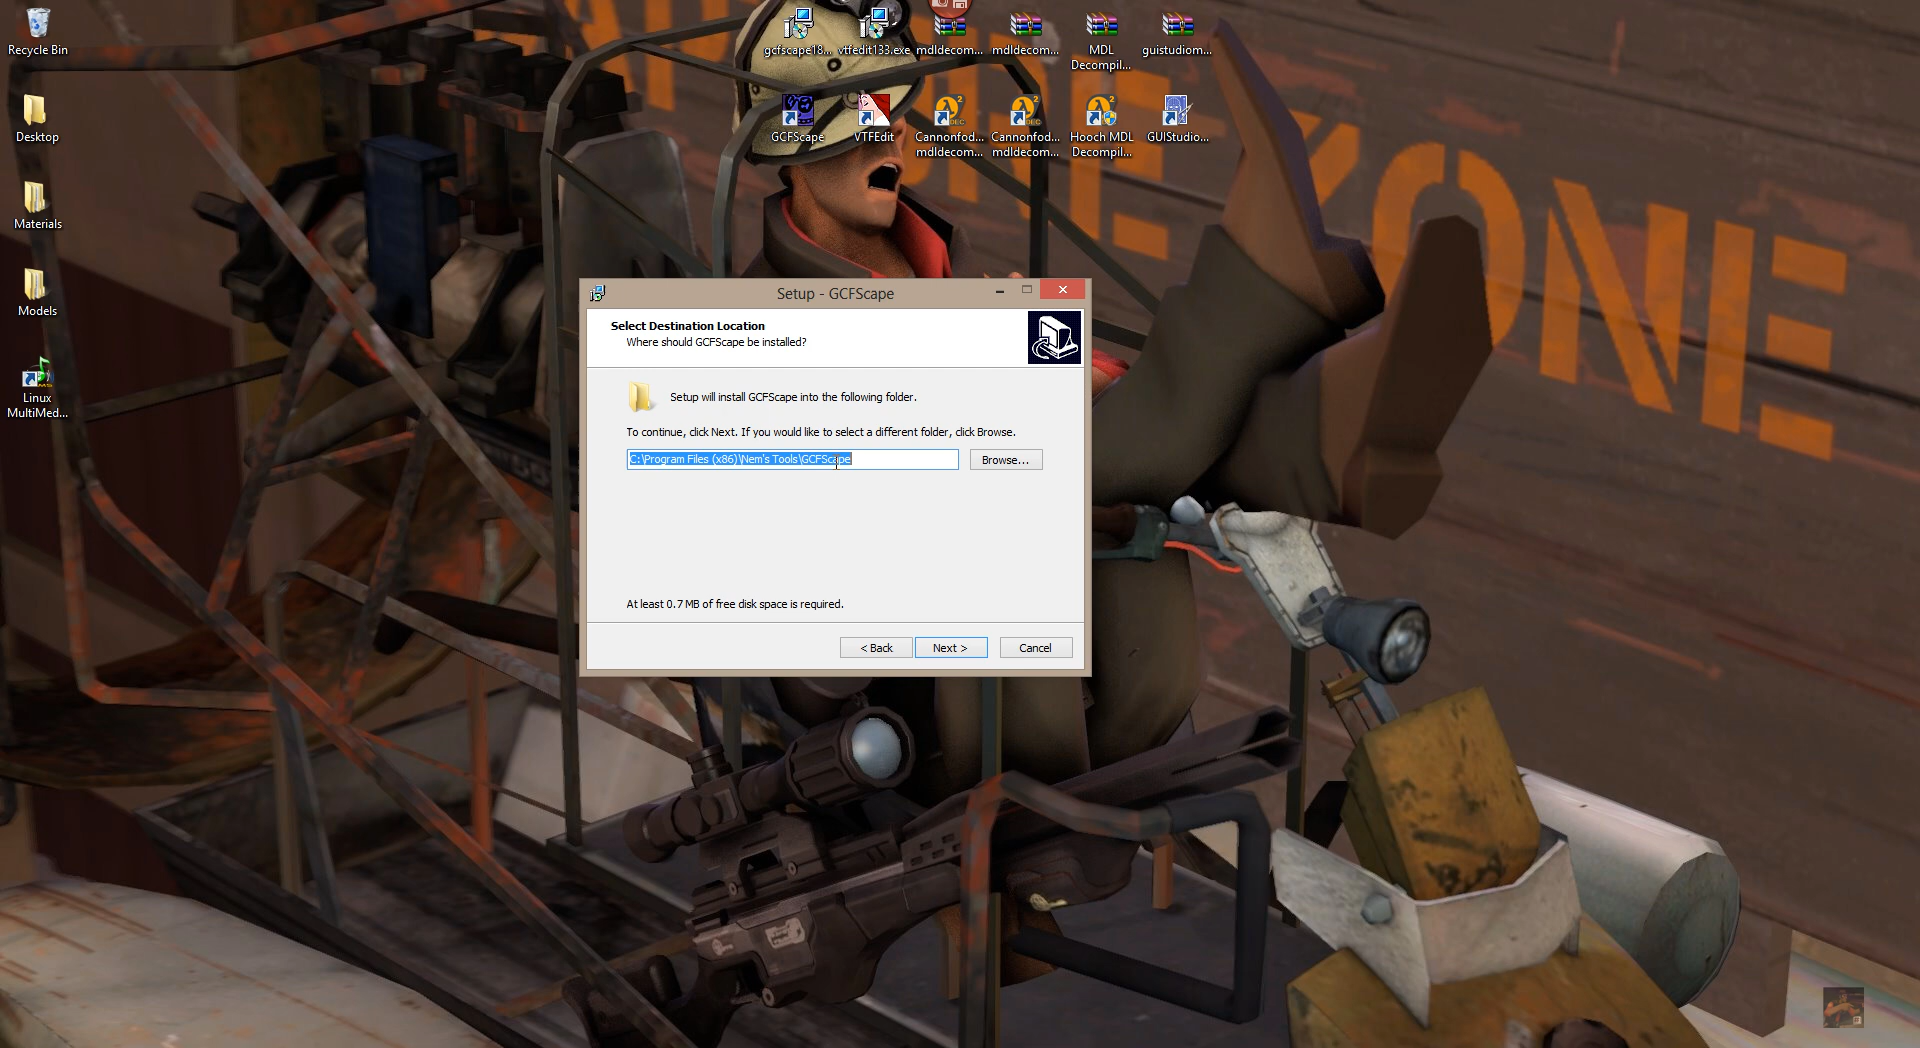 Recycle Bin
gcfscape18...
vtfedit133.exe
mdldecom...
mdldecom...
MDL
Decompil...
guistudiom...
Desktop
GCFScape
VTFEdit
Cannonfod...
mdldecom...
Cannonfod...
mdldecom...
Hooch MDL
Decompil...
GUIStudio...
Materials
Models
Linux
MultiMed...
ZONE
Setup - GCFScape
Select Destination Location
Where should GCFScape be installed?
Setup will install GCFScape into the following folder.
To continue, click Next. If you would like to select a different folder, click Browse.
C:\Program Files (x86)\Nem's Tools\GCFScape
Browse...
At least 0.7 MB of free disk space is required.
< Back
Next >
Cancel